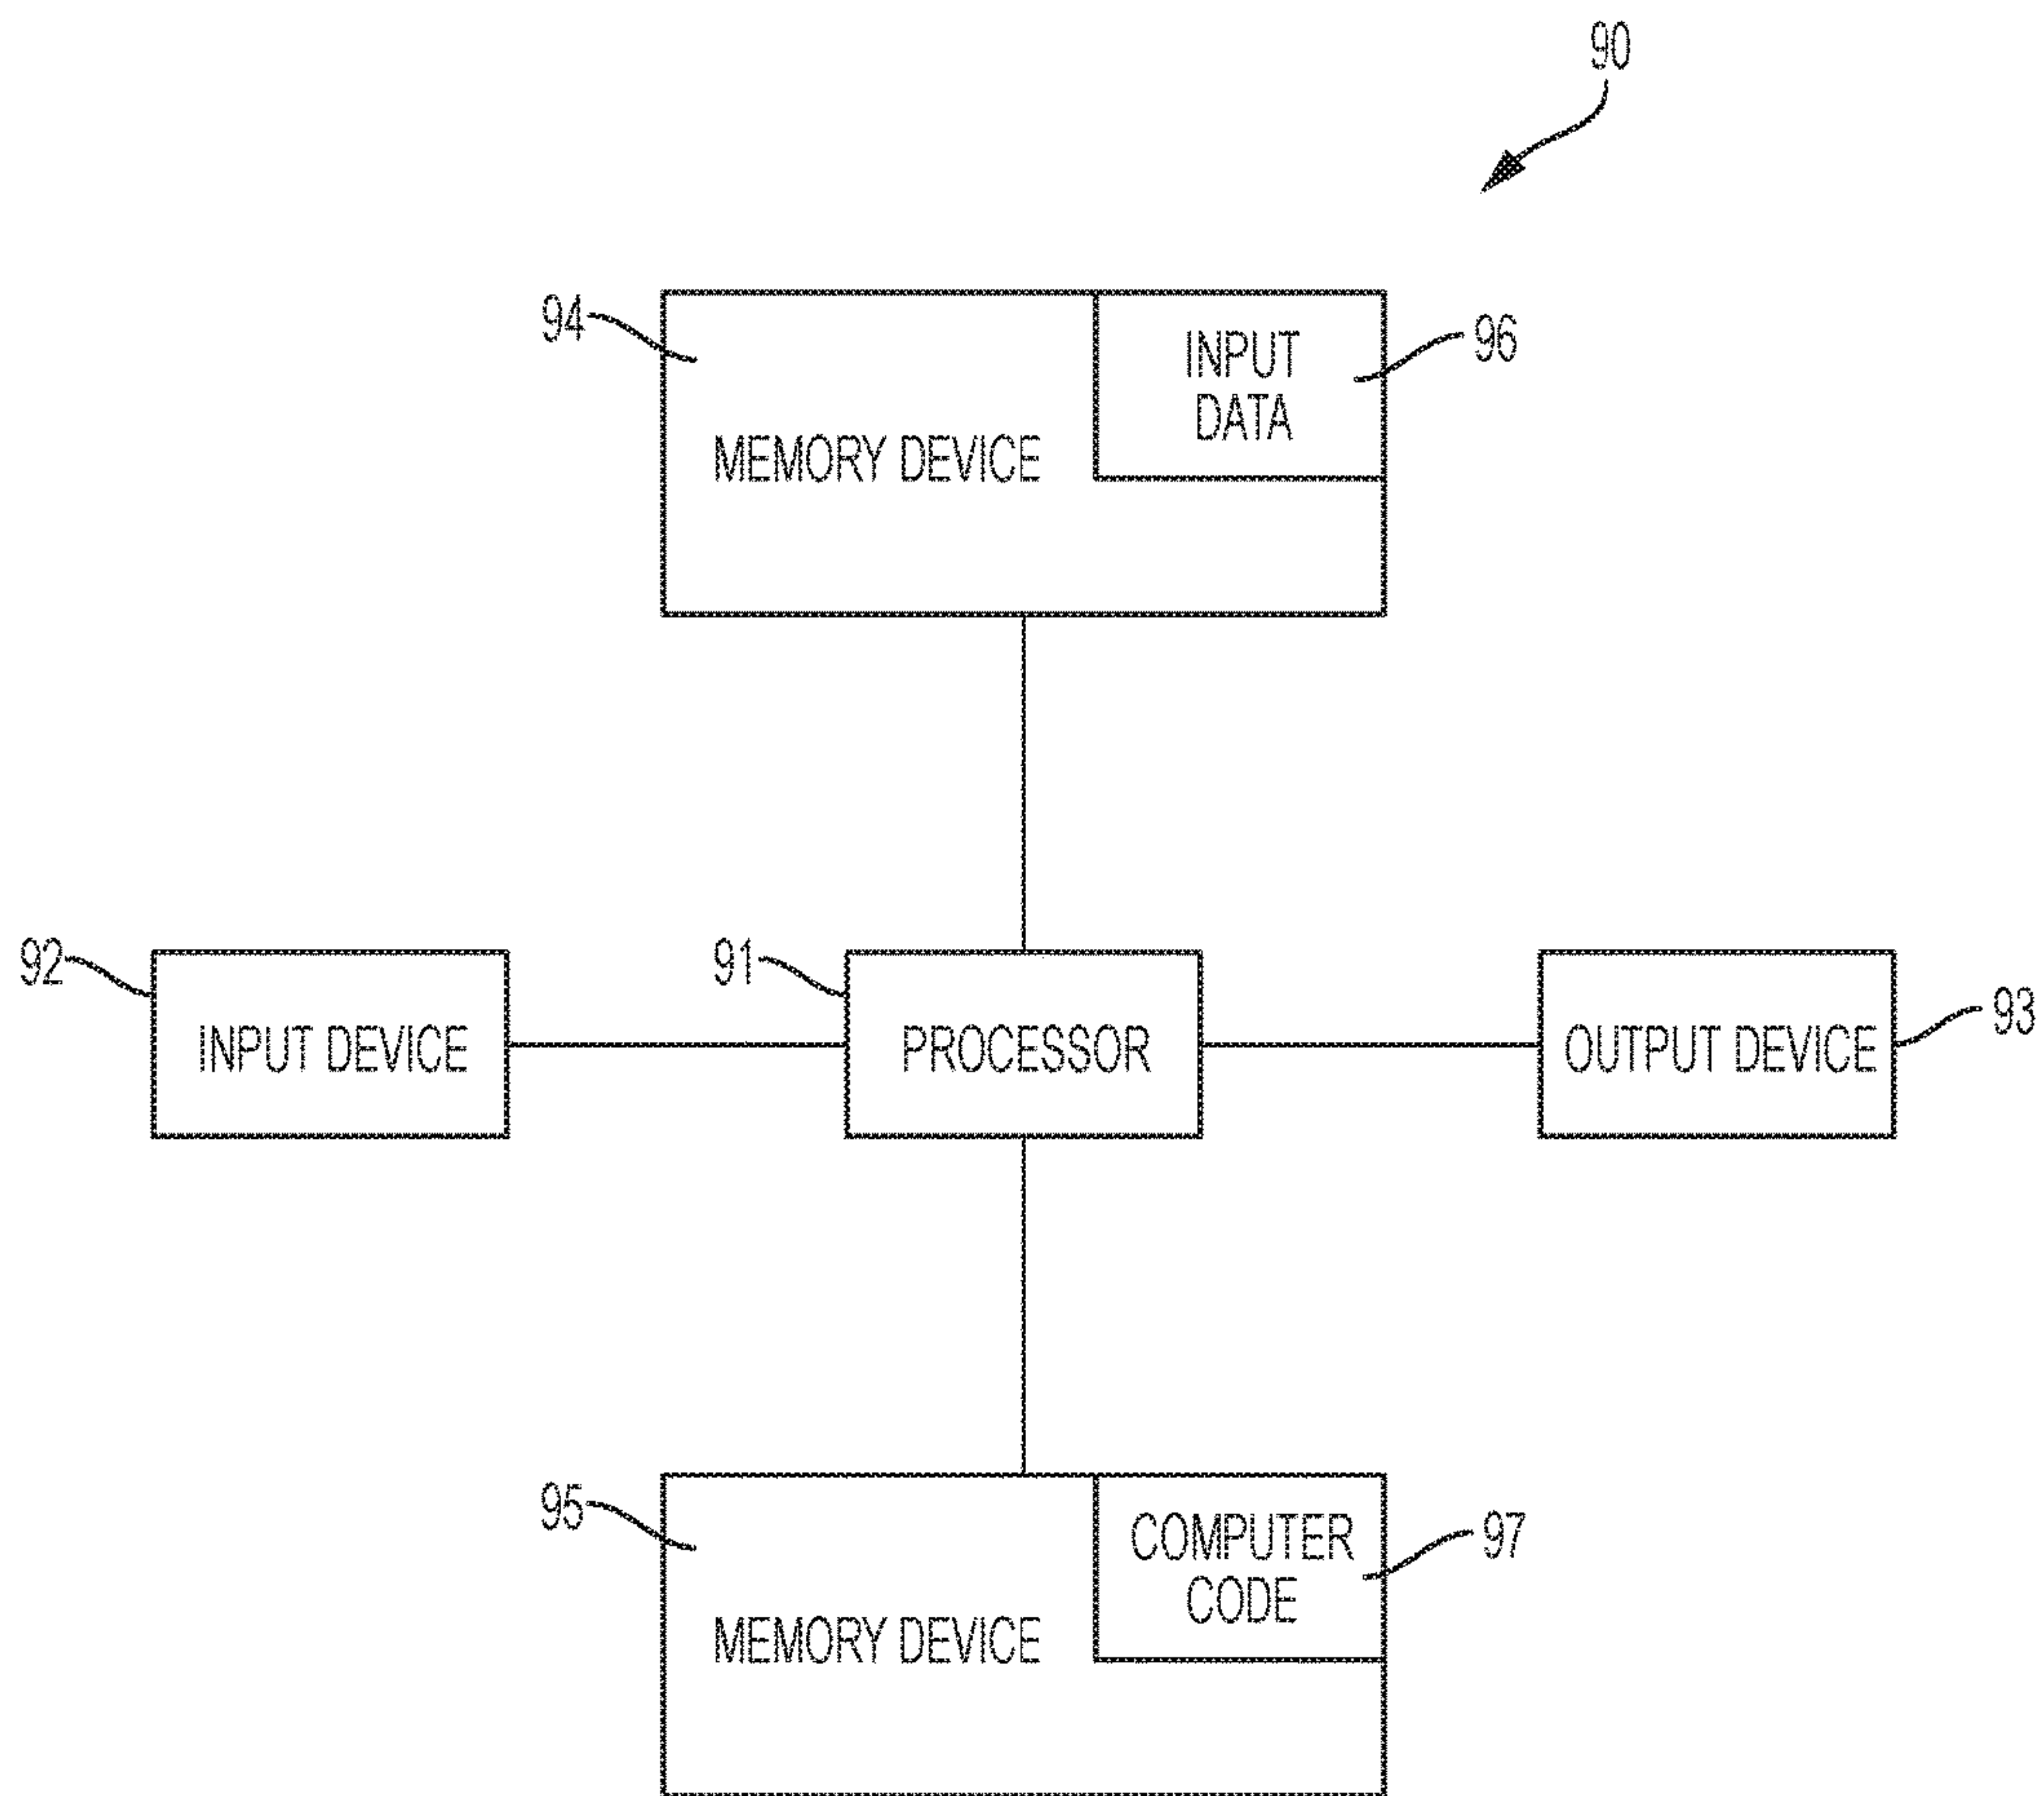 90
94
INPUT
DATA
96
MEMORY DEVICE
92
91
INPUT DEVICE
PROCESSOR
OUTPUT DEVICE
93
95
COMPUTER
CODE
97
MEMORY DEVICE